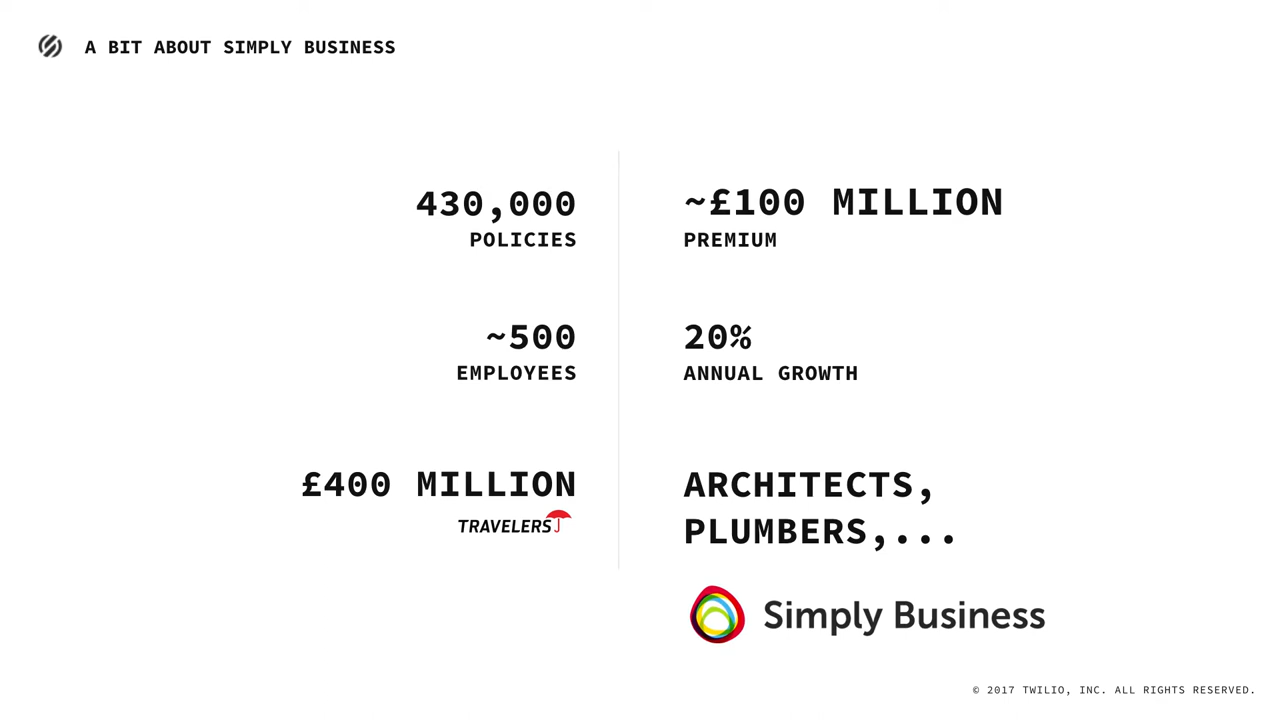 A BIT ABOUT SIMPLY BUSINESS
430,000
POLICIES
~£100 MILLION
PREMIUM
~500
EMPLOYEES
20%
ANNUAL GROWTH
£400 MILLION
TRAVELERS
ARCHITECTS,
PLUMBERS,...
Simply Business
© 2017 TWILIO, INC. ALL RIGHTS RESERVED.